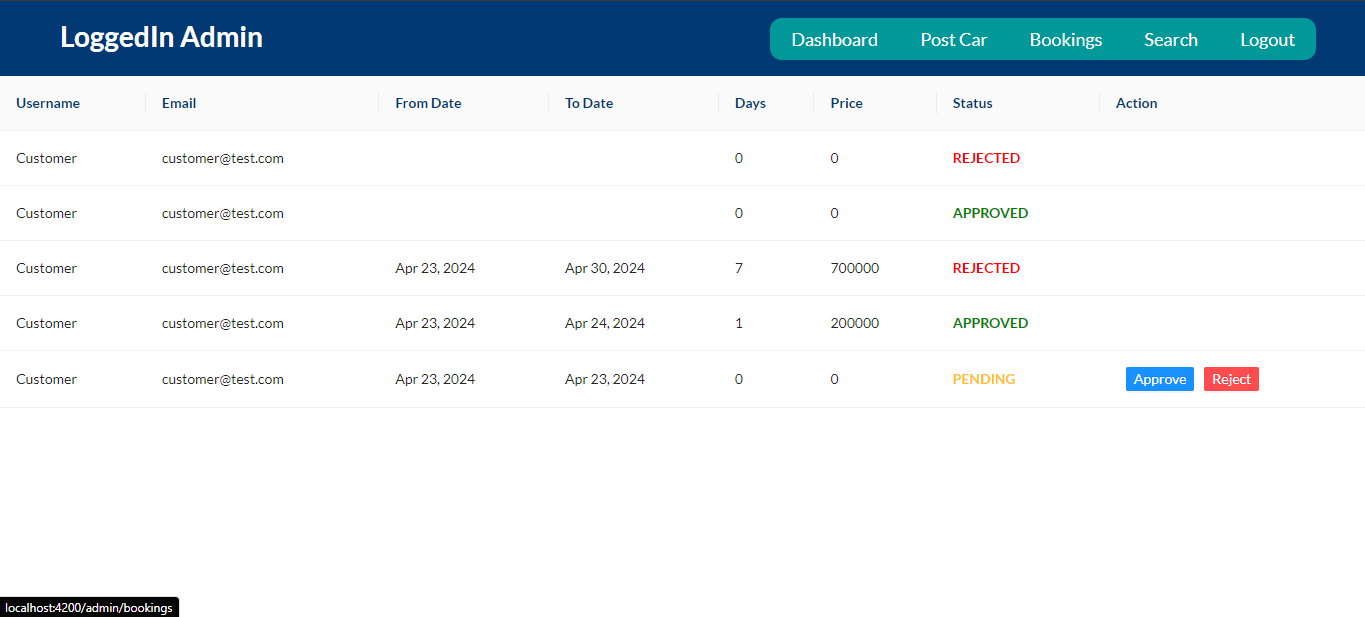 LoggedIn Admin Dashboard Post Car Bookings Search Logout
Username Email From Date To Date Days Price Status Action
Customer customer@test.com 0 0 REJECTED
Customer customer@test.com 0 0 APPROVED
Customer customer@test.com Apr 23, 2024 Apr 30, 2024 7 700000 REJECTED
Customer customer@test.com Apr 23, 2024 Apr 24, 2024 1 200000 APPROVED
Customer customer@test.com Apr 23, 2024 Apr 23, 2024 0 0 PENDING Approve Reject
localhost:4200/admin/bookings